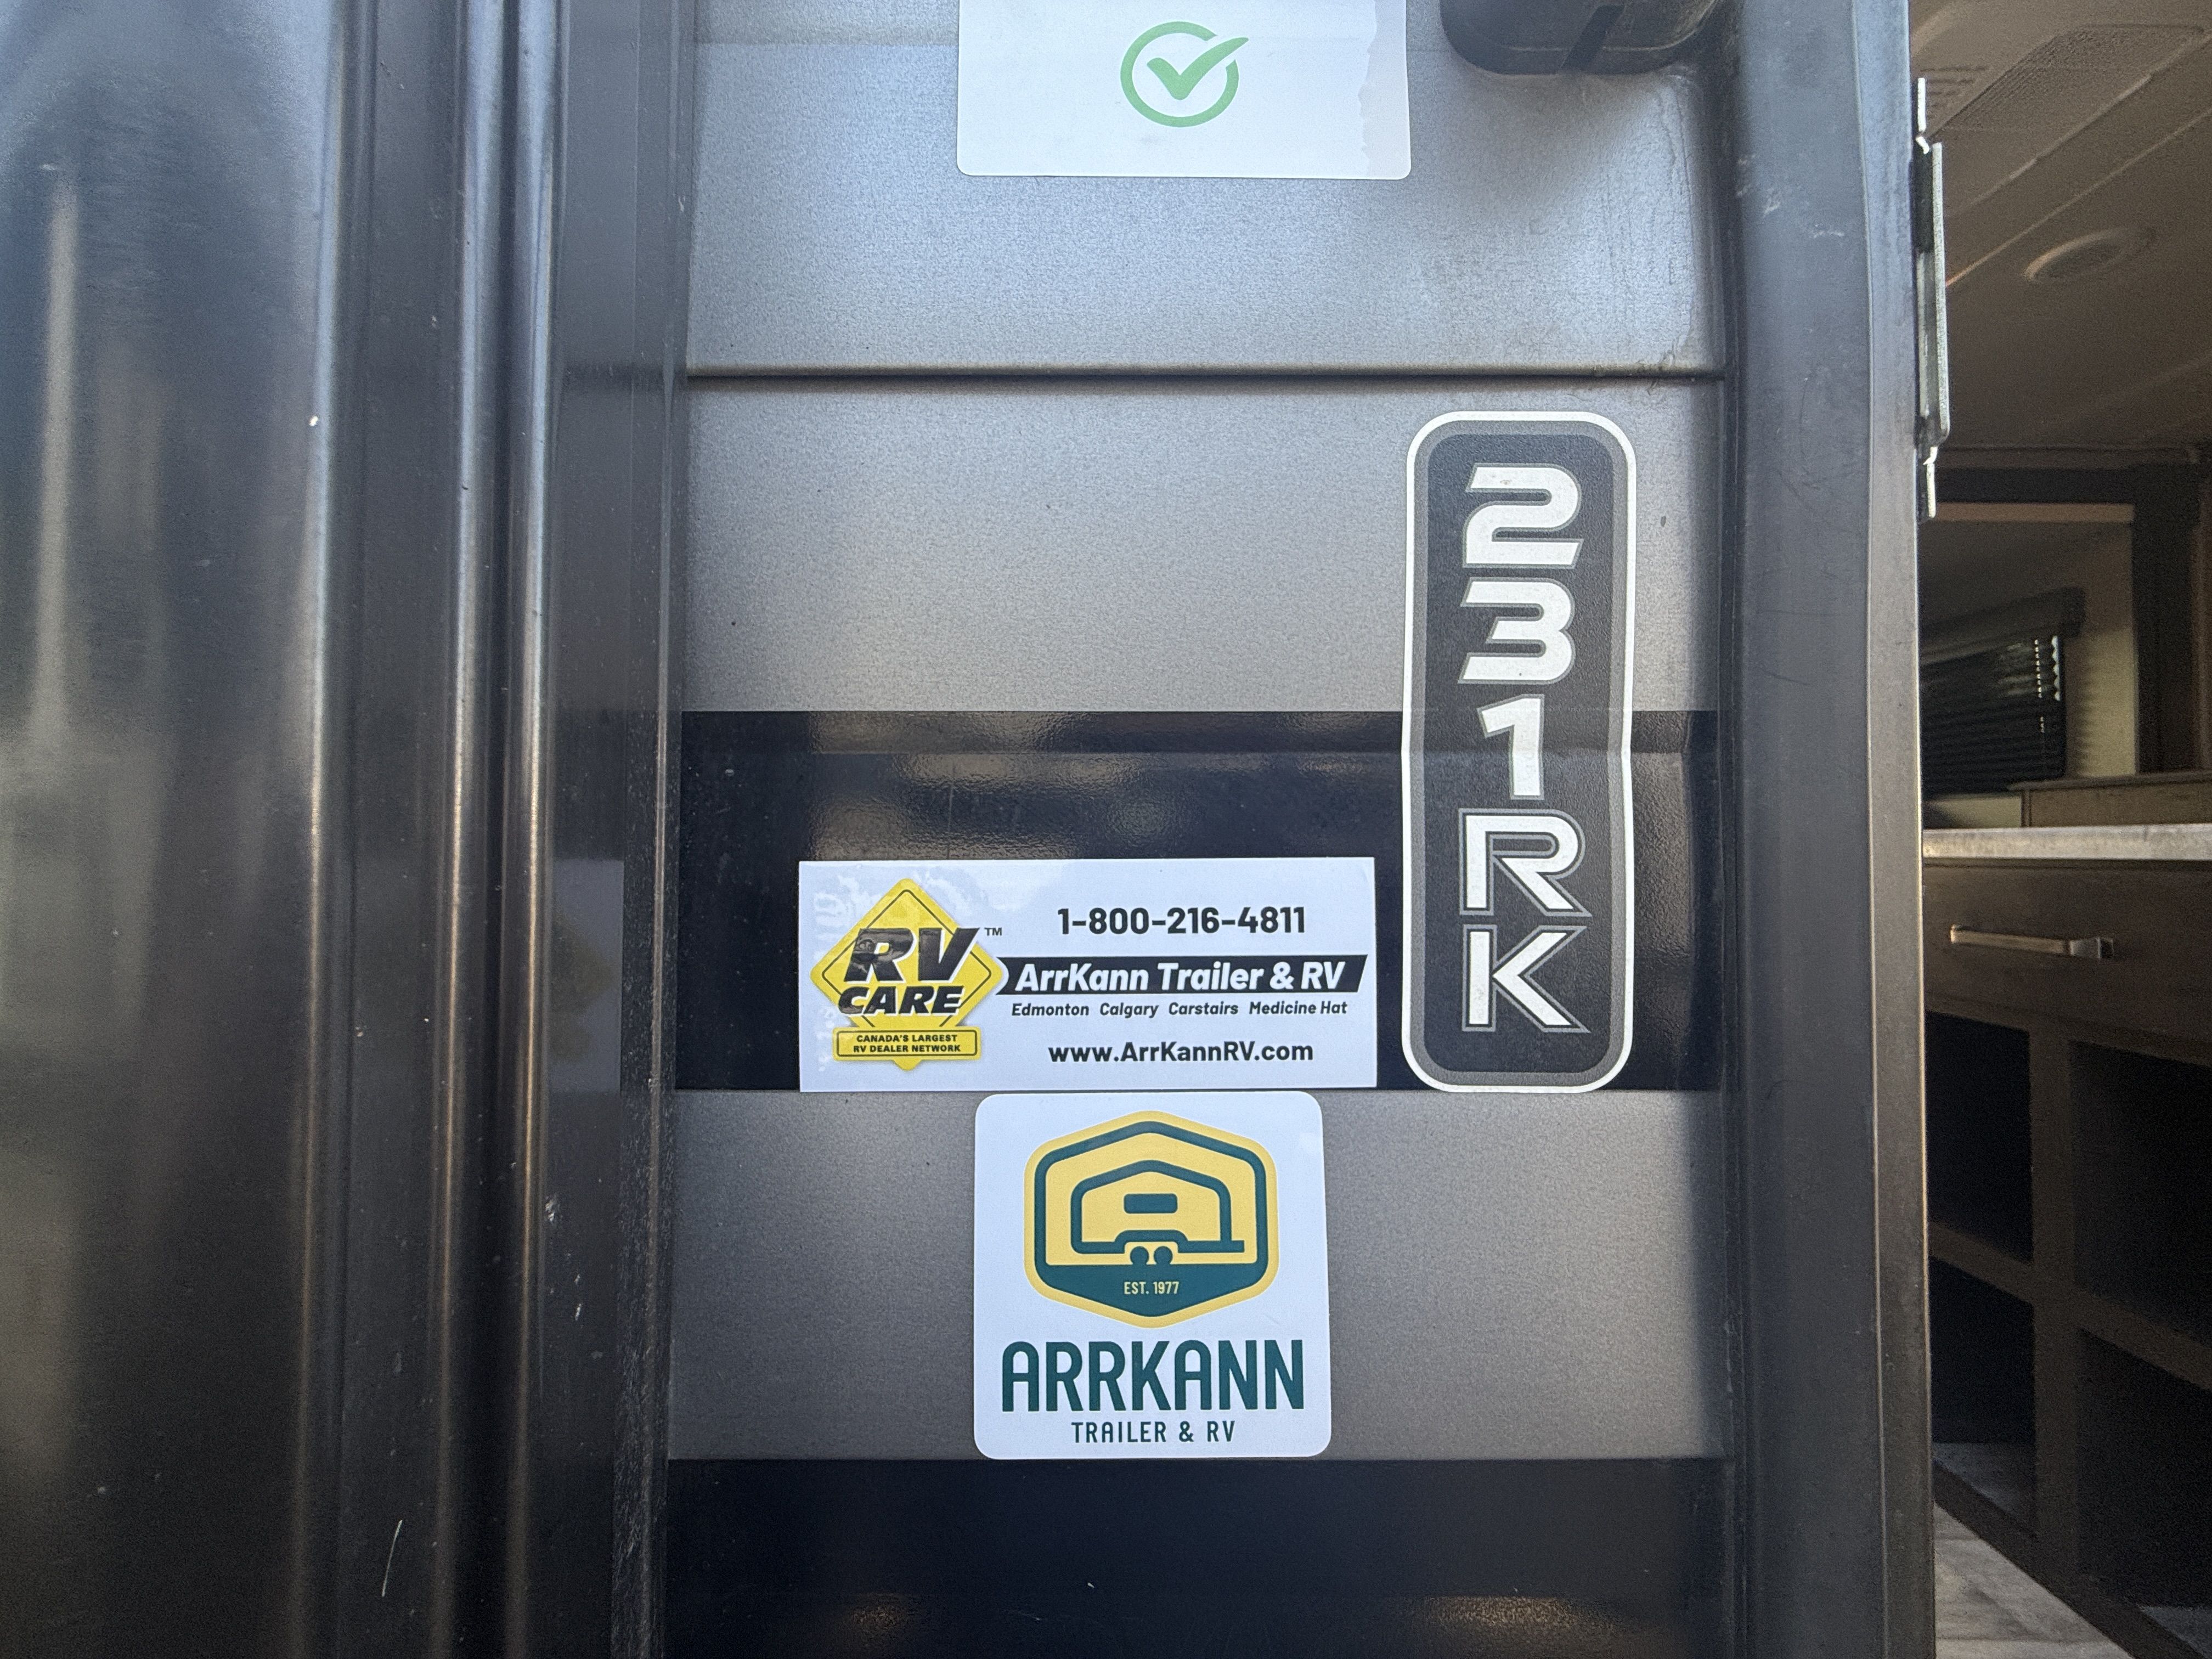 231RK
RV
CARE
™
CANADA'S LARGEST
RV DEALER NETWORK
1-800-216-4811
ArrKann Trailer & RV
Edmonton Calgary Carstairs Medicine Hat
www.ArrKannRV.com
EST. 1977
ARRKANN
TRAILER & RV